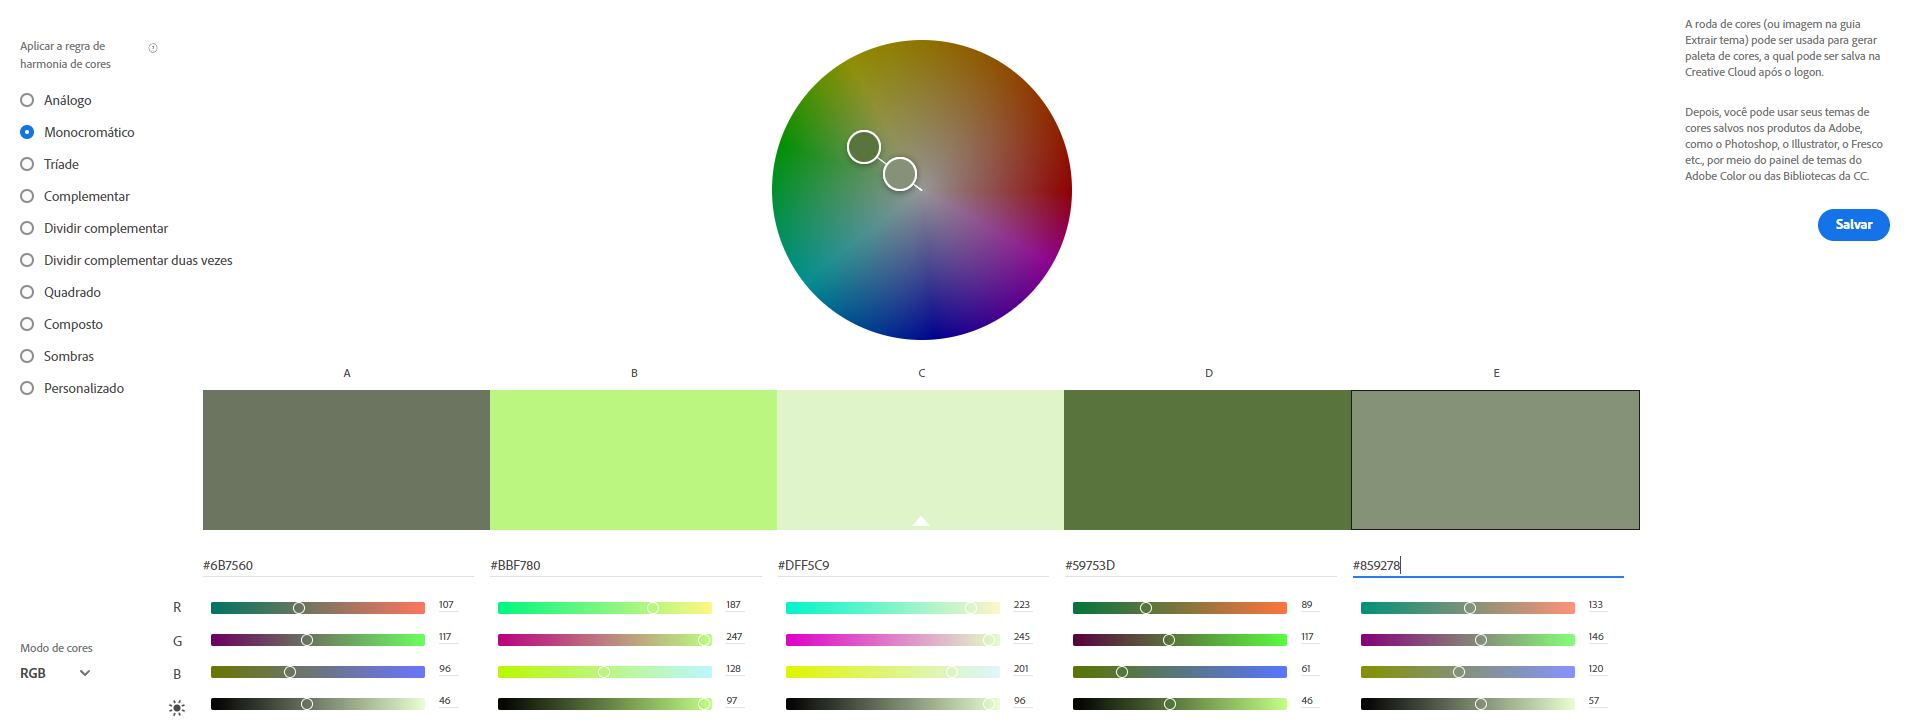 Aplicar a regra de
harmonia de cores
Análogo
Monocromático
Tríade
Complementar
Dividir complementar
Dividir complementar duas vezes
Quadrado
Composto
Sombras
Personalizado
A roda de cores (ou imagem na guia
Extrair tema) pode ser usada para gerar
paleta de cores, a qual pode ser salva na
Creative Cloud após o logon.
Depois, você pode usar seus temas de
cores salvos nos produtos da Adobe,
como o Photoshop, o Illustrator, o Fresco
etc., por meio do painel de temas do
Adobe Color ou das Bibliotecas da CC.
Salvar
A B C D E
#6B7560 #BBF780 #DFF5C9 #59753D #859278
R 107 187 223 89 133
G 117 247 245 117 146
B 96 128 201 61 120
46 97 96 46 57
Modo de cores
RGB